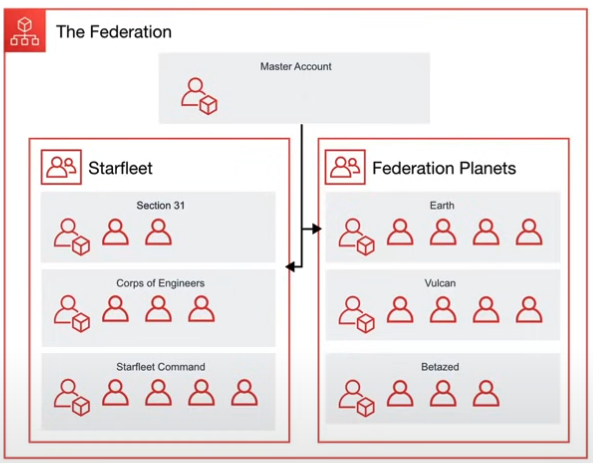 The Federation
Master Account
Starfleet
Section 31
Corps of Engineers
Starfleet Command
Federation Planets
Earth
Vulcan
Betazed